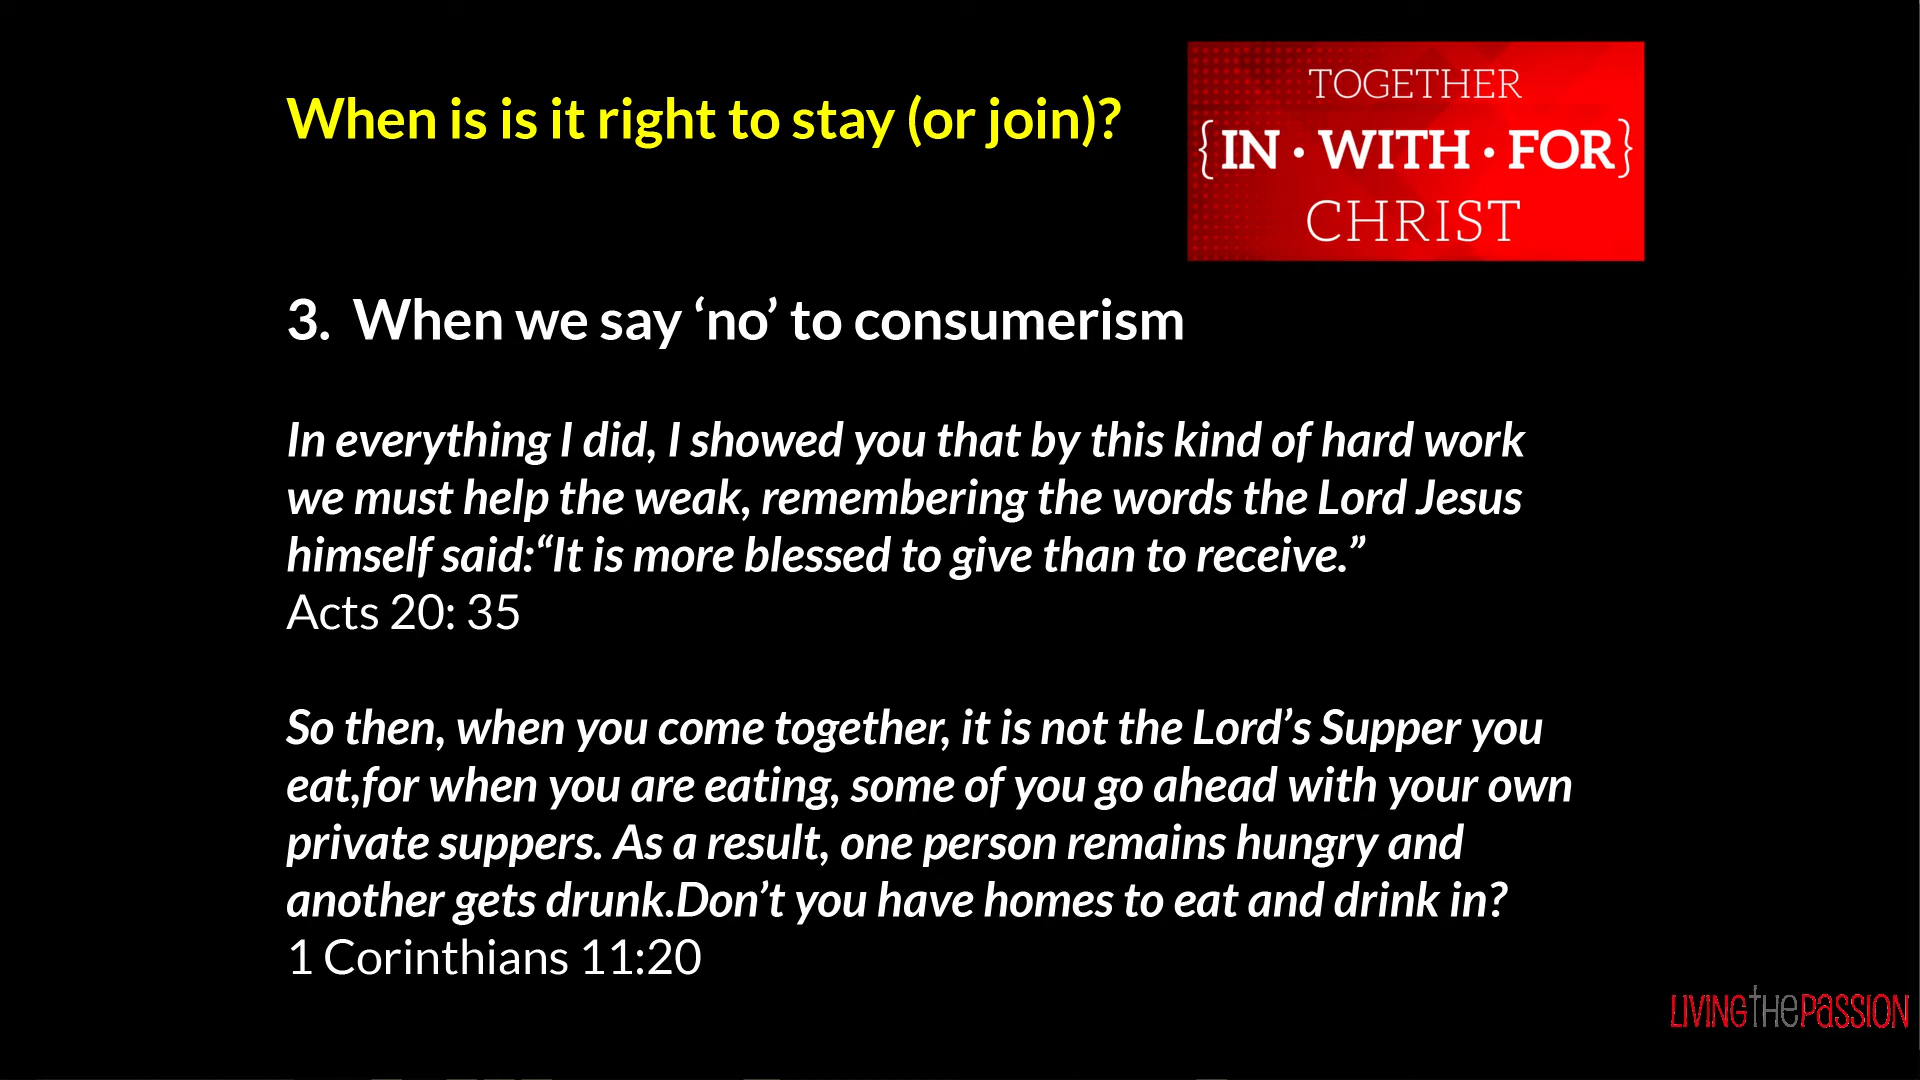 When is is it right to stay (or join)?
TOGETHER
{IN • WITH • FOR}
CHRIST
3. When we say ‘no’ to consumerism
In everything I did, I showed you that by this kind of hard work
we must help the weak, remembering the words the Lord Jesus
himself said:“It is more blessed to give than to receive.”
Acts 20: 35
So then, when you come together, it is not the Lord’s Supper you
eat,for when you are eating, some of you go ahead with your own
private suppers. As a result, one person remains hungry and
another gets drunk.Don’t you have homes to eat and drink in?
1 Corinthians 11:20
LIVINGthePASSION